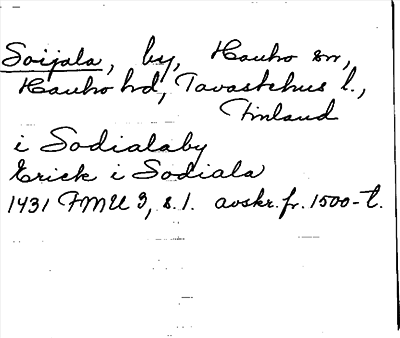 Soijala, by, Hauho sn,
Hauho hd, Tavastehus l.,
Finland
i Sodialaby
Erick i Sodiala
1431 FMU 3, s. 1. avskr. fr. 1500-t.